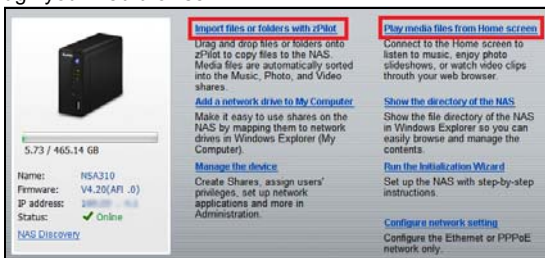 Import files or folders with zPilot
Drag and drop files or folders onto
zPilot to copy files to the NAS.
Media files are automatically sorted
into the Music, Photo, and Video
shares.
Add a network drive to My Computer
Make it easy to use shares on the
NAS by mapping them to network
drives in Windows Explorer (My
Computer).
Manage the device
Create Shares, assign users'
privileges, set up network
applications and more in
Administration.
Play media files from Home screen
Connect to the Home screen to
listen to music, enjoy photo
slideshows, or watch video clips
throuth your web browser.
Show the directory of the NAS
Show the file directory of the NAS
in Windows Explorer so you can
easily browse and manage the
contents.
Run the Initialization Wizard
Set up the NAS with step-by-step
instructions.
Configure network setting
Configure the Ethernet or PPPoE
network only.
5.73 / 465.14 GB
Name: NSA310
Firmware: V4.20(AFI .0)
IP address:
Status: Online
NAS Discovery